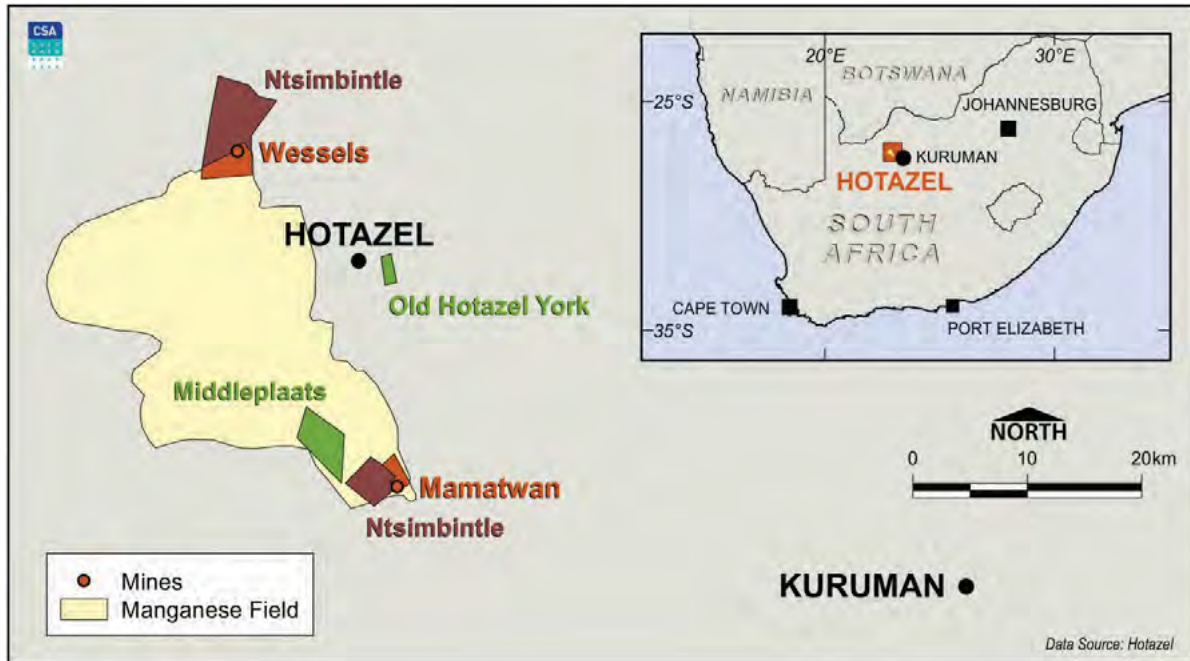 CSA
Ntsimbintle
Wessels
HOTAZEL
Old Hotazel York
Middleplaats
Mamatwan
Ntsimbintle
Mines
Manganese Field
20°E
30°E
BOTSWANA
NAMIBIA
25°S
JOHANNESBURG
KURUMAN
HOTAZEL
SOUTH
AFRICA
CAPE TOWN
PORT ELIZABETH
35°S
NORTH
0 10 20km
KURUMAN
Data Source: Hotazel